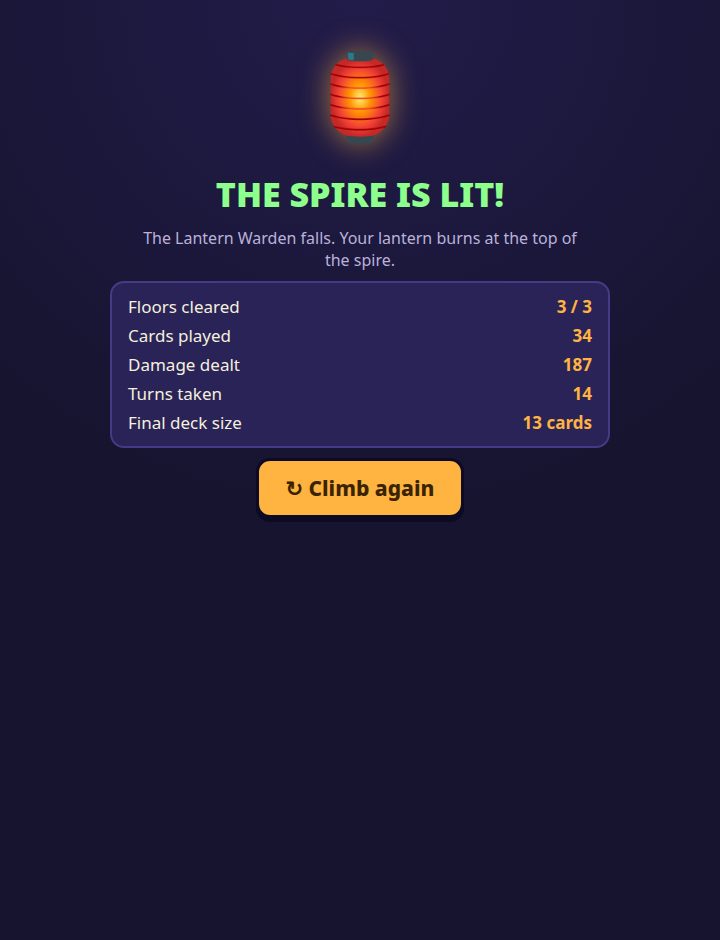 THE SPIRE IS LIT!
The Lantern Warden falls. Your lantern burns at the top of
the spire.
Floors cleared 3 / 3
Cards played 34
Damage dealt 187
Turns taken 14
Final deck size 13 cards
↻ Climb again